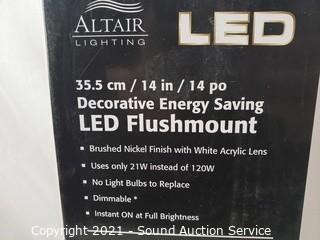 ALTAIR
LIGHTING
LED
35.5 cm / 14 in / 14 po
Decorative Energy Saving
LED Flushmount
• Brushed Nickel Finish with White Acrylic Lens
• Uses only 21W instead of 120W
• No Light Bulbs to Replace
• Dimmable *
• Instant ON at Full Brightness
Copyright 2021 - Sound Auction Service